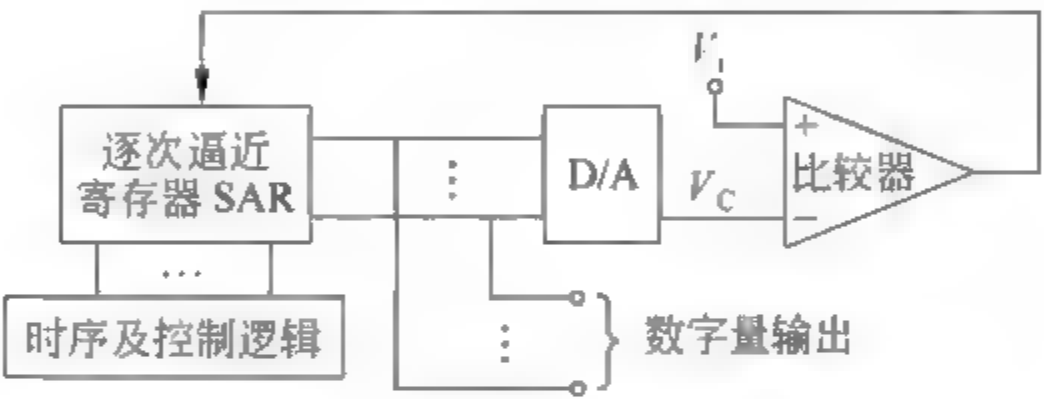 逐次逼近
寄存器 SAR
D/A
V_i
+
比较器
V_C
−
⋮
…
时序及控制逻辑
⋮
数字量输出